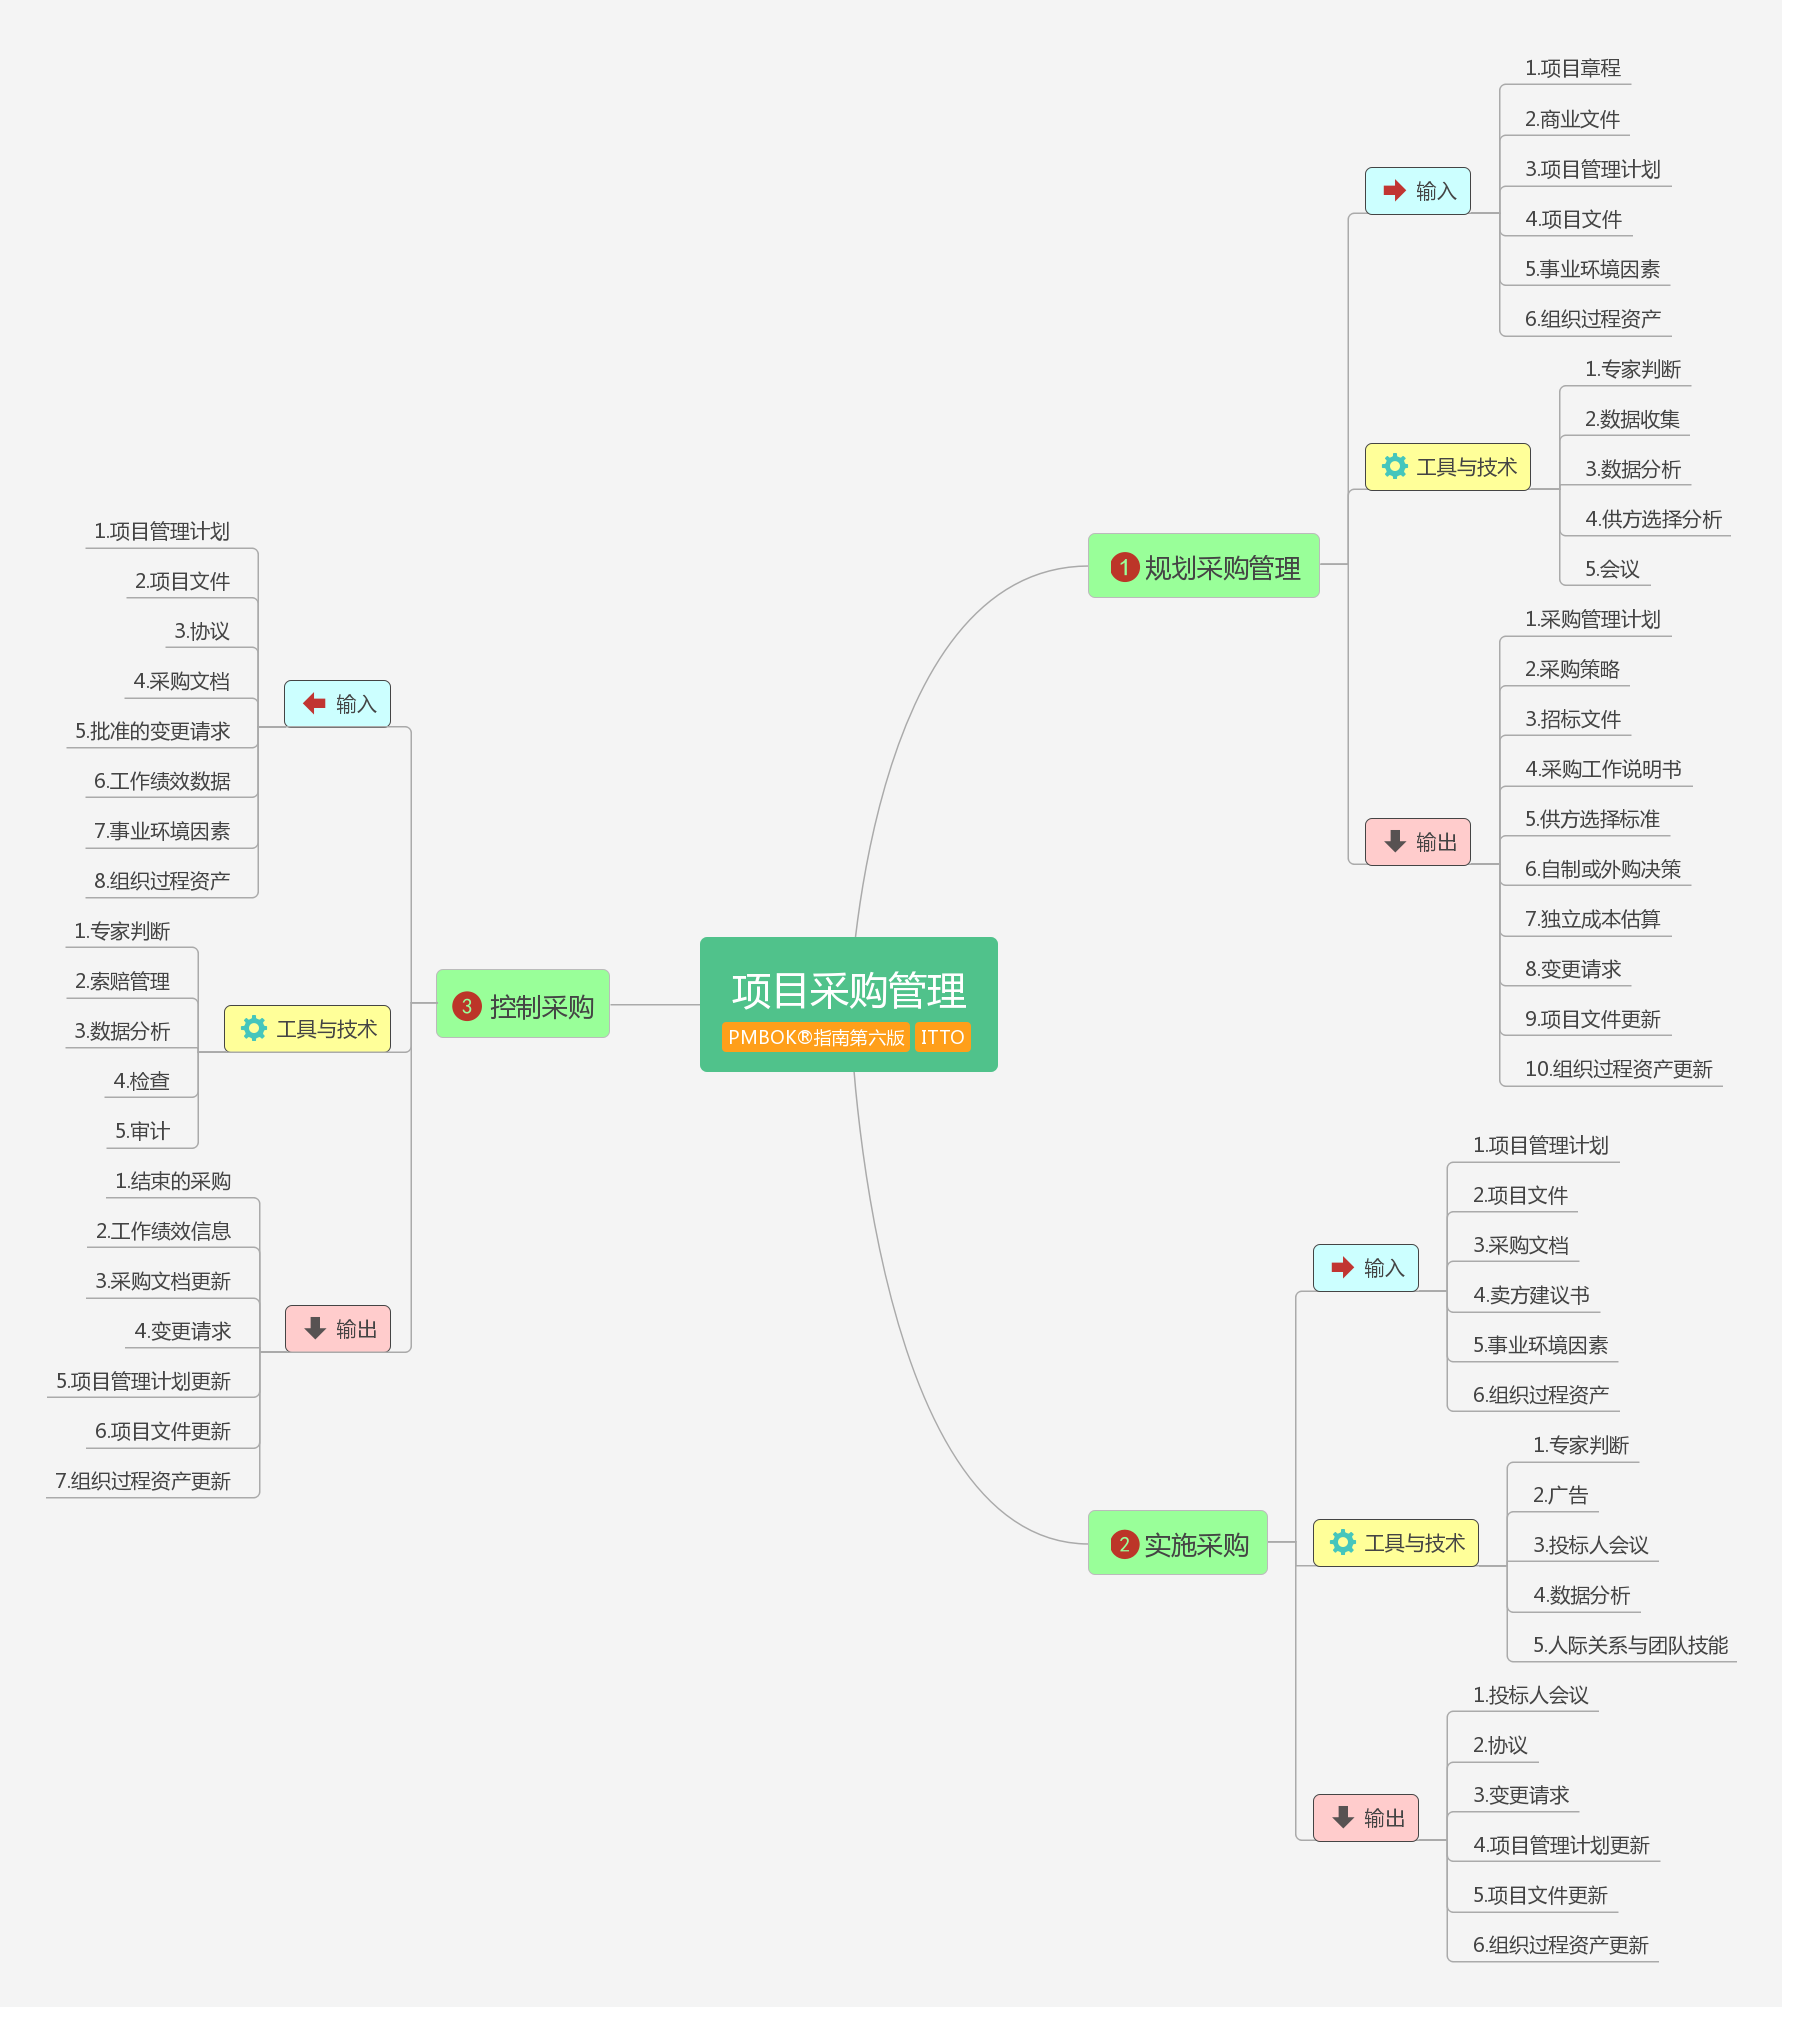 项目采购管理
PMBOK®指南第六版 ITTO
1 规划采购管理
输入
1.项目章程
2.商业文件
3.项目管理计划
4.项目文件
5.事业环境因素
6.组织过程资产
工具与技术
1.专家判断
2.数据收集
3.数据分析
4.供方选择分析
5.会议
输出
1.采购管理计划
2.采购策略
3.招标文件
4.采购工作说明书
5.供方选择标准
6.自制或外购决策
7.独立成本估算
8.变更请求
9.项目文件更新
10.组织过程资产更新
2 实施采购
输入
1.项目管理计划
2.项目文件
3.采购文档
4.卖方建议书
5.事业环境因素
6.组织过程资产
工具与技术
1.专家判断
2.广告
3.投标人会议
4.数据分析
5.人际关系与团队技能
输出
1.投标人会议
2.协议
3.变更请求
4.项目管理计划更新
5.项目文件更新
6.组织过程资产更新
3 控制采购
输入
1.项目管理计划
2.项目文件
3.协议
4.采购文档
5.批准的变更请求
6.工作绩效数据
7.事业环境因素
8.组织过程资产
工具与技术
1.专家判断
2.索赔管理
3.数据分析
4.检查
5.审计
输出
1.结束的采购
2.工作绩效信息
3.采购文档更新
4.变更请求
5.项目管理计划更新
6.项目文件更新
7.组织过程资产更新